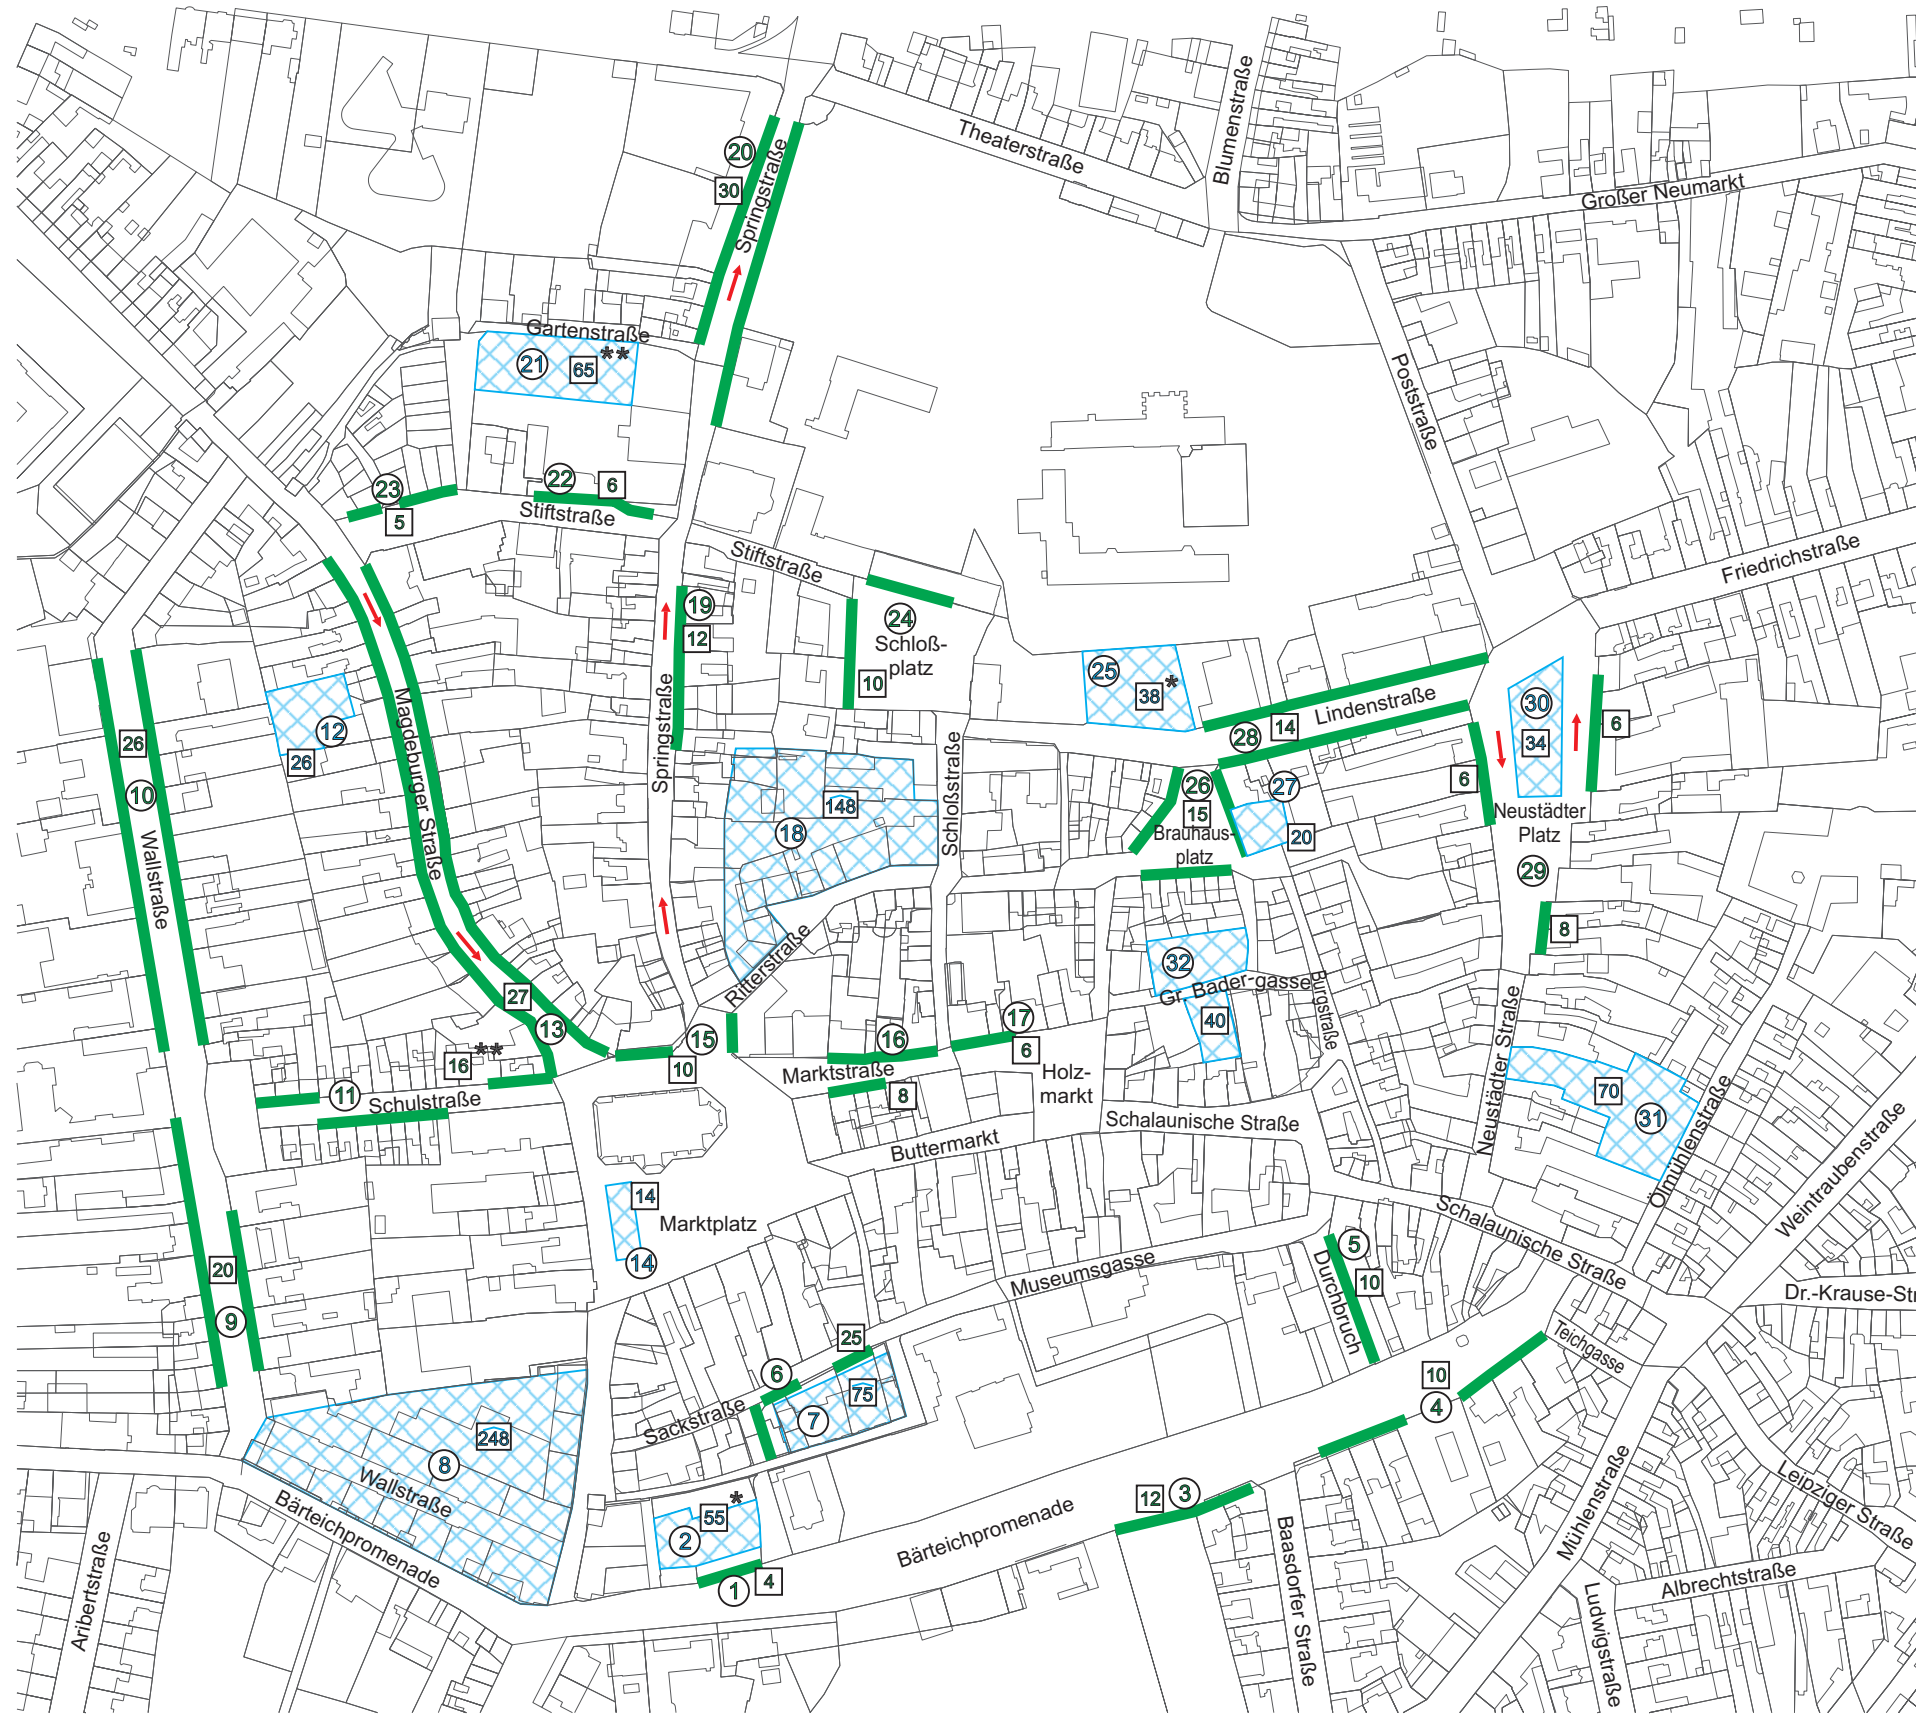 Blumenstraße
Theaterstraße
20
30
Springstraße
Großer Neumarkt
Gartenstraße
21
65
**
Poststraße
23
5
22
6
Stiftstraße
Stiftstraße
Friedrichstraße
19
12
24
Schloß-
platz
10
25
38
*
28
14
Lindenstraße
30
34
6
6
Neustädter
Platz
29
8
26
10
Wallstraße
12
26
Magdeburger Straße
Springstraße
148
18
Schloßstraße
26
15
Brauhaus-
platz
27
20
Ritterstraße
32
Gr. Bader-gasse
40
Burgstraße
27
13
16
**
11
Schulstraße
15
10
16
17
6
Marktstraße
8
Holz-
markt
Buttermarkt
Schalaunische Straße
Neustädter Straße
70
31
Ölmühlenstraße
Weintraubenstraße
14
Marktplatz
14
20
9
Museumsgasse
5
10
Durchbruch
Schalaunische Straße
Dr.-Krause-Str
Teichgasse
25
6
75
7
Sackstraße
10
4
248
8
Wallstraße
Bärteichpromenade
55
*
2
1
4
Bärteichpromenade
12
3
Baasdorfer Straße
Mühlenstraße
Leipziger Straße
Albrechtstraße
Ludwigstraße
Aribertstraße